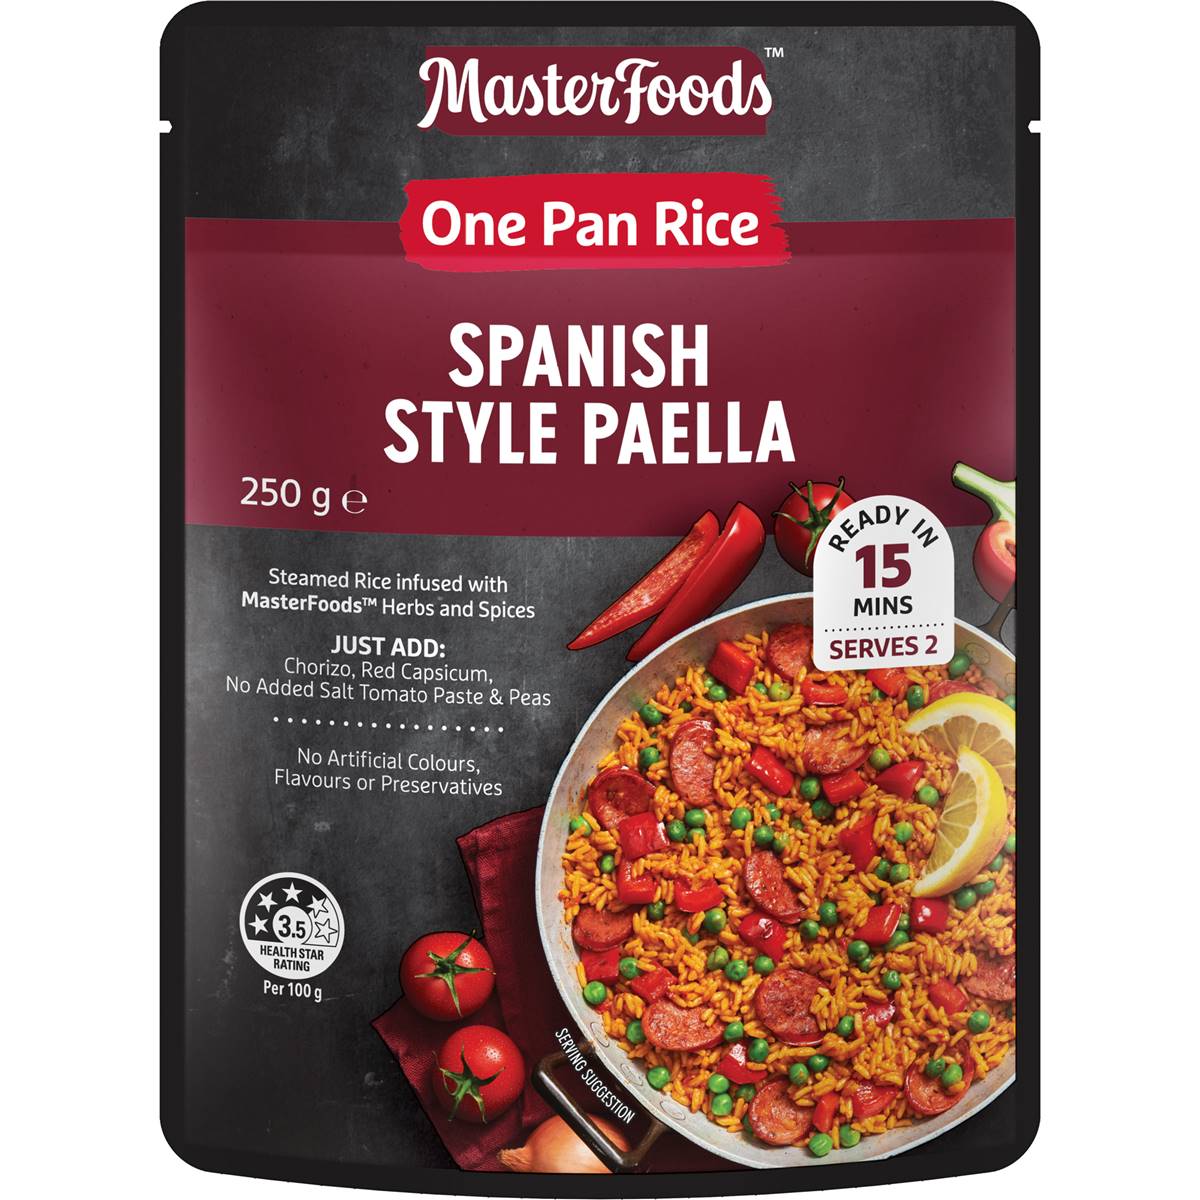 MasterFoods™
One Pan Rice
SPANISH
STYLE PAELLA
250 g ℮
READY IN
15
MINS
SERVES 2
Steamed Rice infused with
MasterFoods™ Herbs and Spices
JUST ADD:
Chorizo, Red Capsicum,
No Added Salt Tomato Paste & Peas
No Artificial Colours,
Flavours or Preservatives
3.5
HEALTH STAR
RATING
Per 100 g
SERVING SUGGESTION